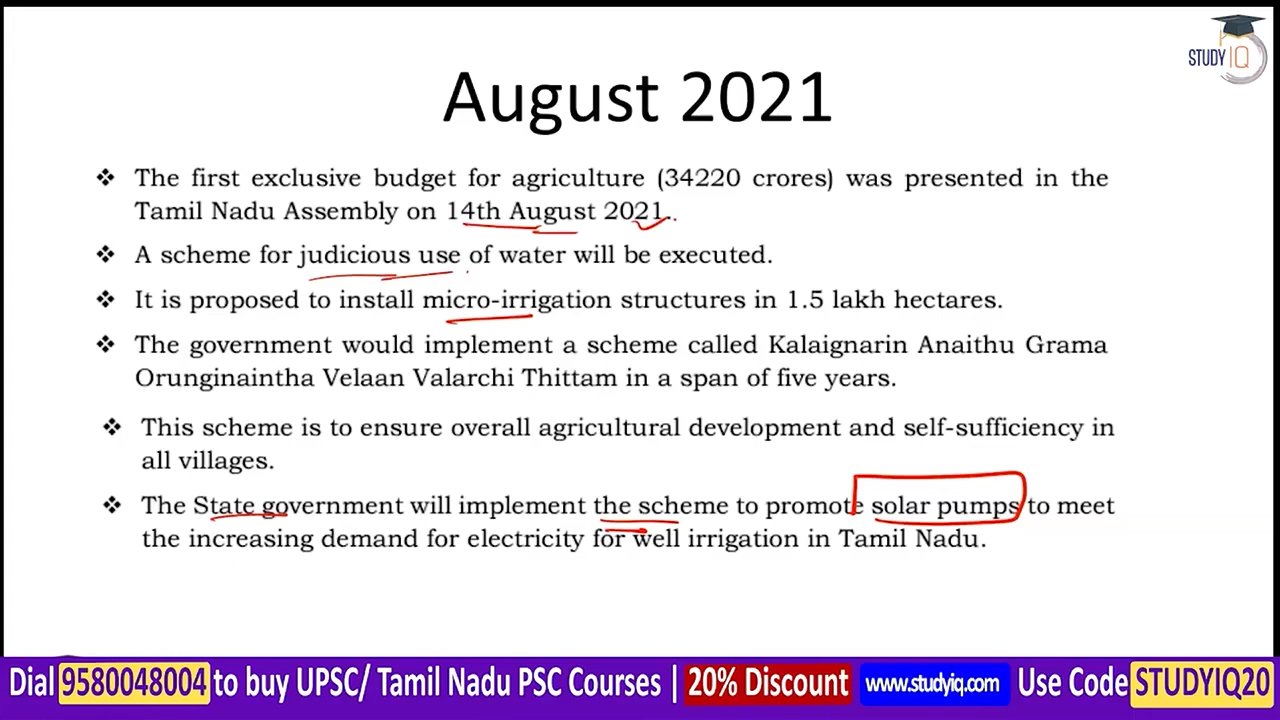 STUDY IQ
August 2021
❖ The first exclusive budget for agriculture (34220 crores) was presented in the
Tamil Nadu Assembly on 14th August 2021.
❖ A scheme for judicious use of water will be executed.
❖ It is proposed to install micro-irrigation structures in 1.5 lakh hectares.
❖ The government would implement a scheme called Kalaignarin Anaithu Grama
Orunginaintha Velaan Valarchi Thittam in a span of five years.
❖ This scheme is to ensure overall agricultural development and self-sufficiency in
all villages.
❖ The State government will implement the scheme to promote solar pumps to meet
the increasing demand for electricity for well irrigation in Tamil Nadu.
Dial 9580048004 to buy UPSC/ Tamil Nadu PSC Courses | 20% Discount www.studyiq.com Use Code STUDYIQ20